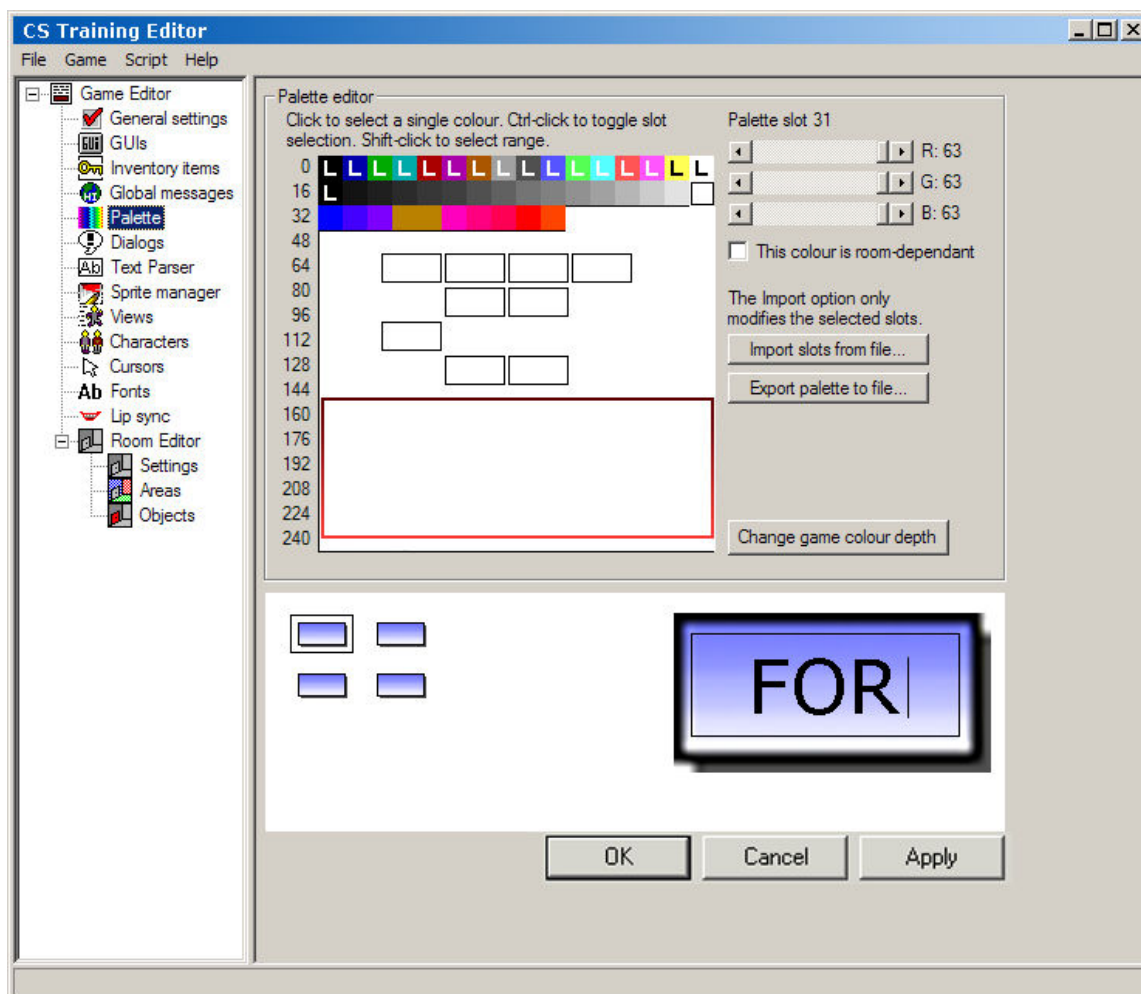 CS Training Editor
File Game Script Help
Game Editor
General settings
GUi GUIs
Inventory items
Global messages
Palette
Dialogs
Ab Text Parser
Sprite manager
Views
Characters
Cursors
Ab Fonts
Lip sync
Room Editor
Settings
Areas
Objects
Palette editor
Click to select a single colour. Ctrl-click to toggle slot
selection. Shift-click to select range.
0 L L L L L L L L L L L L L L L L
16 L
32
48
64
80
96
112
128
144
160
176
192
208
224
240
Palette slot 31
R: 63
G: 63
B: 63
This colour is room-dependant
The Import option only
modifies the selected slots.
Import slots from file...
Export palette to file...
Change game colour depth
FOR
OK Cancel Apply